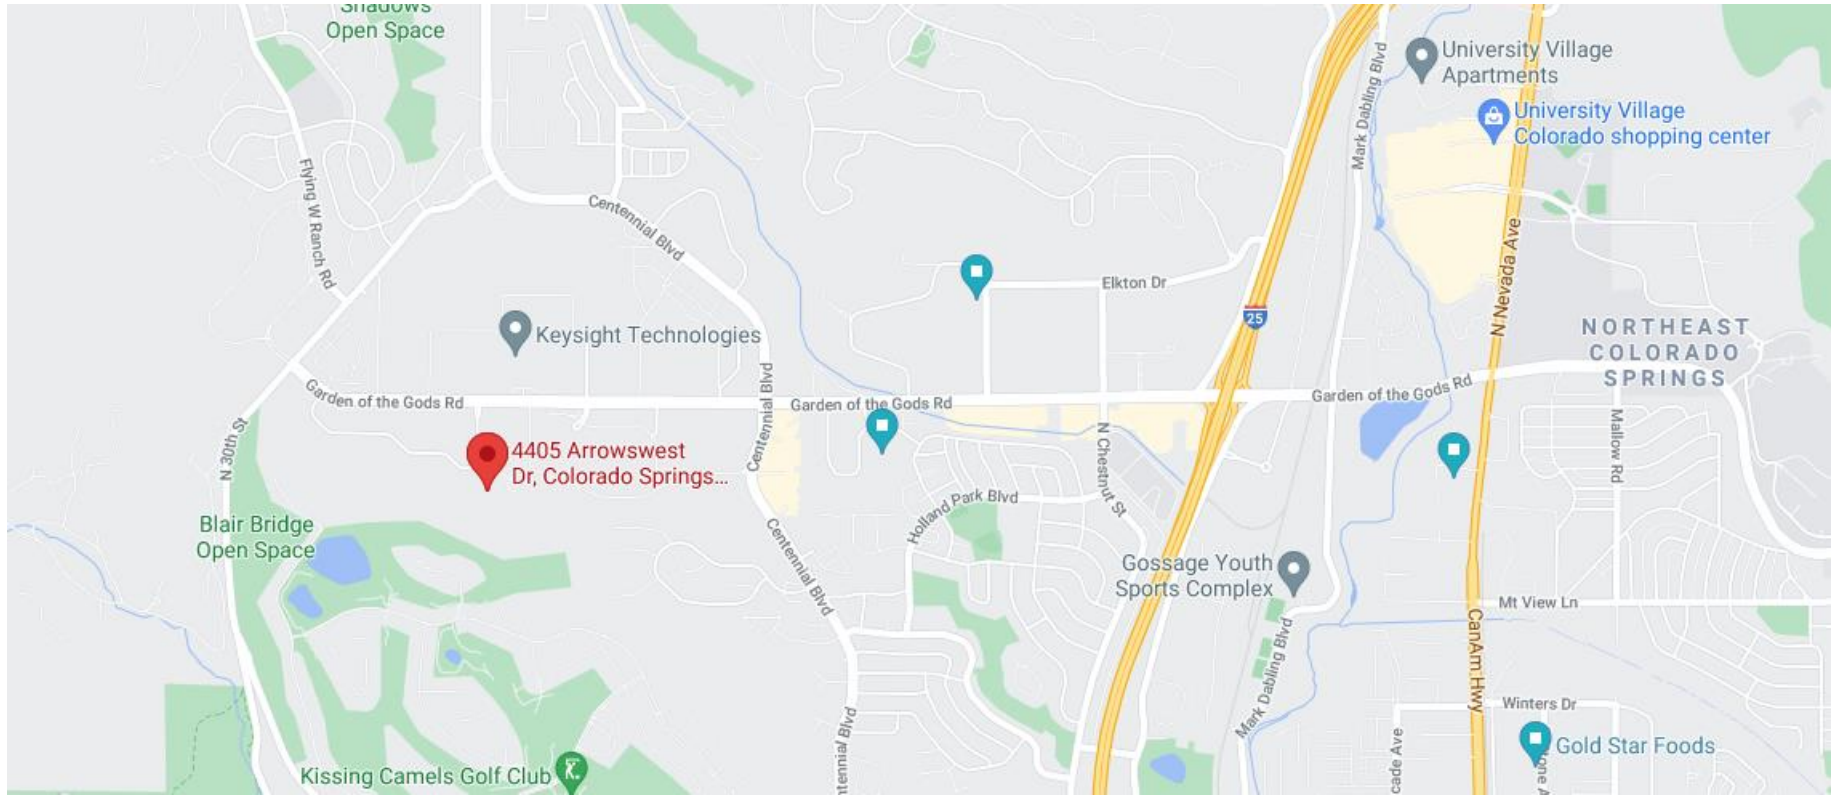 Shadows
Open Space
University Village
Apartments
University Village
Colorado shopping center
Mark Dabling Blvd
Flying W Ranch Rd
Centennial Blvd
N Nevada Ave
Elkton Dr
25
Keysight Technologies
NORTHEAST
COLORADO
SPRINGS
Centennial Blvd
Garden of the Gods Rd
Garden of the Gods Rd
Garden of the Gods Rd
N 30th St
4405 Arrowswest
Dr, Colorado Springs...
N Chestnut St
Mallow Rd
Holland Park Blvd
Blair Bridge
Open Space
Centennial Blvd
Gossage Youth
Sports Complex
Mt View Ln
CanAm Hwy
Mark Dabling Blvd
Winters Dr
Gold Star Foods
Kissing Camels Golf Club
ntennial Blvd
cade Ave